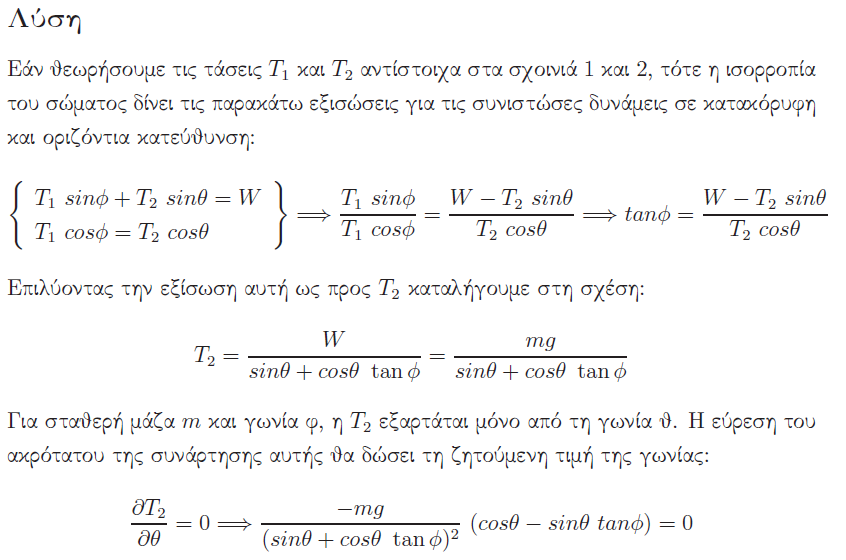 Λύση
Εάν θεωρήσουμε τις τάσεις T₁ και T₂ αντίστοιχα στα σχοινιά 1 και 2, τότε η ισορροπία
του σώματος δίνει τις παρακάτω εξισώσεις για τις συνιστώσες δυνάμεις σε κατακόρυφη
και οριζόντια κατεύθυνση:
{ T₁ sinϕ + T₂ sinθ = W ; T₁ cosϕ = T₂ cosθ } ⟹ (T₁ sinϕ)/(T₁ cosϕ) = (W − T₂ sinθ)/(T₂ cosθ) ⟹ tanϕ = (W − T₂ sinθ)/(T₂ cosθ)
Επιλύοντας την εξίσωση αυτή ως προς T₂ καταλήγουμε στη σχέση:
T₂ = W/(sinθ + cosθ tan ϕ) = mg/(sinθ + cosθ tan ϕ)
Για σταθερή μάζα m και γωνία φ, η T₂ εξαρτάται μόνο από τη γωνία θ. Η εύρεση του
ακρότατου της συνάρτησης αυτής θα δώσει τη ζητούμενη τιμή της γωνίας:
∂T₂/∂θ = 0 ⟹ −mg/(sinθ + cosθ tan ϕ)² (cosθ − sinθ tanϕ) = 0